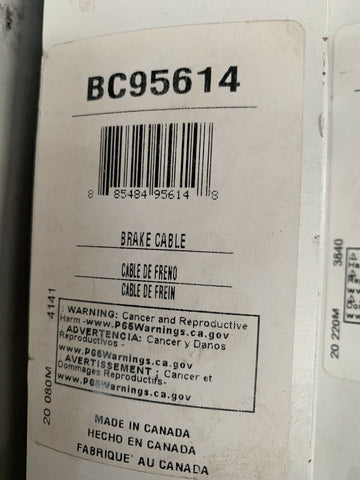 BC95614
8 85484 95614 8
BRAKE CABLE
CABLE DE FRENO
CABLE DE FREIN
: WARNING: Cancer and Reproductive
Harm -www.P65Warnings.ca.gov
ADVERTENCIA: Cancer y Danos
Reproductivos -
www.P65Warnings.ca.gov
AVERTISSEMENT : Cancer et
Dommages Reproductifs-
www.P65Warnings.ca.gov
MADE IN CANADA
HECHO EN CANADA
FABRIQUE' AU CANADA
20 080M 4141
20 220M 3840